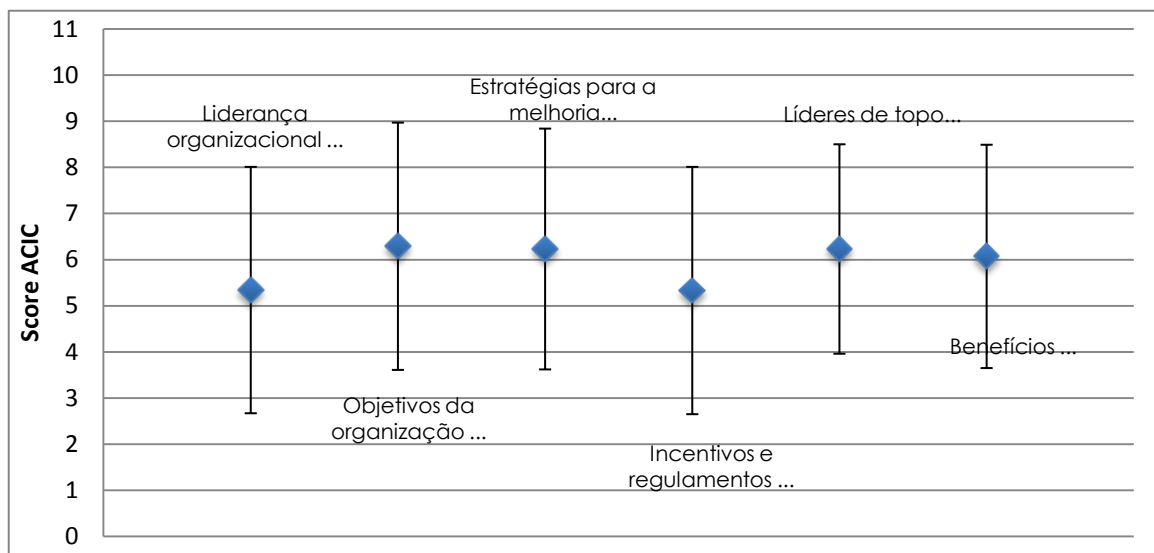 Score ACIC
11
10
9
8
7
6
5
4
3
2
1
0
Liderança
organizacional ...
Objetivos da
organização ...
Estratégias para a
melhoria...
Incentivos e
regulamentos ...
Líderes de topo...
Benefícios ...